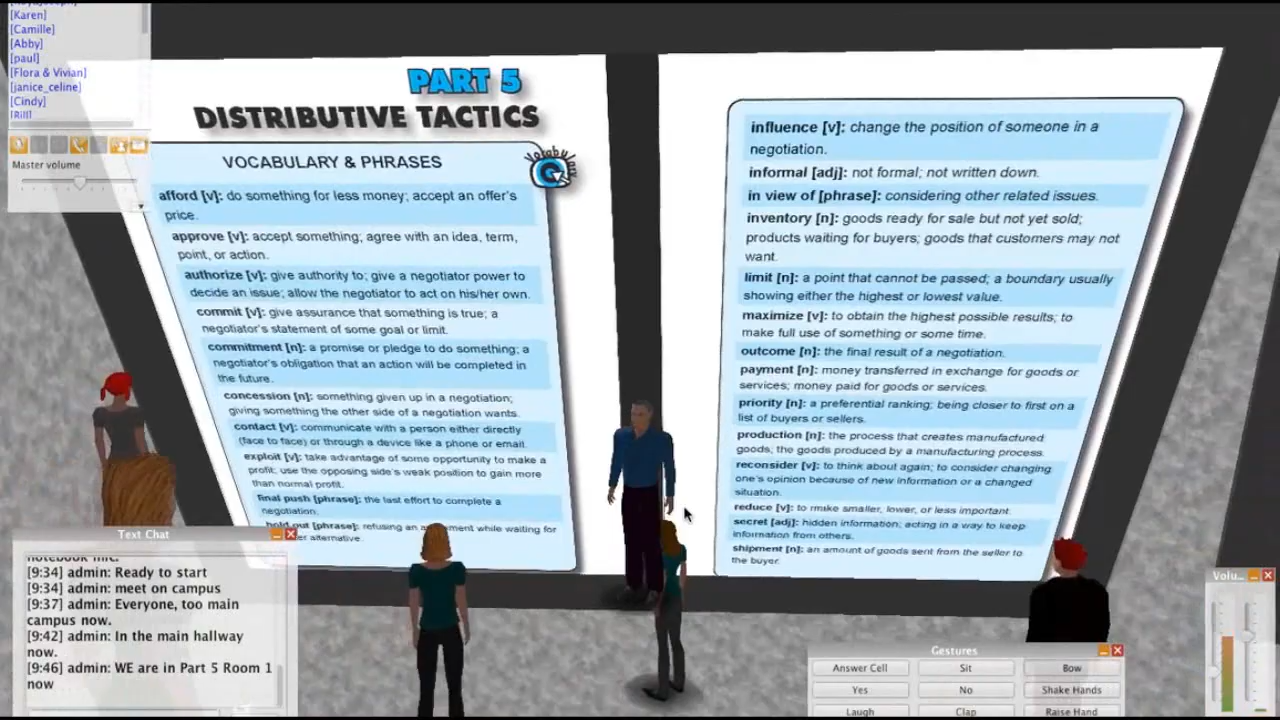 [Karen]
[Camille]
[Abby]
[paul]
[Flora & Vivian]
[janice_celine]
[Cindy]
Master volume
PART 5
DISTRIBUTIVE TACTICS
VOCABULARY & PHRASES
Vocabulary
afford [v]: do something for less money; accept an offer's
price.
approve [v]: accept something; agree with an idea, term,
point, or action.
authorize [v]: give authority to; give a negotiator power to
decide an issue; allow the negotiator to act on his/her own.
commit [v]: give assurance that something is true; a
negotiator's statement of some goal or limit.
commitment [n]: a promise or pledge to do something; a
negotiator's obligation that an action will be completed in
the future.
concession [n]: something given up in a negotiation;
giving something the other side of a negotiation wants.
contact [v]: communicate with a person either directly
(face to face) or through a device like a phone or email.
exploit [v]: take advantage of some opportunity to make a
profit; use the opposing side's weak position to gain more
than normal profit.
final push [phrase]: the last effort to complete a
negotiation.
hold out [phrase]: refusing an while waiting for
alternative.
influence [v]: change the position of someone in a
negotiation.
informal [adj]: not formal; not written down.
in view of [phrase]: considering other related issues.
inventory [n]: goods ready for sale but not yet sold;
products waiting for buyers; goods that customers may not
want.
limit [n]: a point that cannot be passed; a boundary usually
showing either the highest or lowest value.
maximize [v]: to obtain the highest possible results; to
make full use of something or some time.
outcome [n]: the final result of a negotiation.
payment [n]: money transferred in exchange for goods or
services; money paid for goods or services.
priority [n]: a preferential ranking; being closer to first on a
list of buyers or sellers.
production [n]: the process that creates manufactured
goods; the goods produced by a manufacturing process.
reconsider [v]: to think about again; to consider changing
one's opinion because of new information or a changed
situation.
reduce [v]: to make smaller, lower, or less important.
secret [adj]: hidden information; acting in a way to keep
information from others.
shipment [n]: an amount of goods sent from the seller to
the buyer.
Text Chat
notebook mic.
[9:34] admin: Ready to start
[9:34] admin: meet on campus
[9:37] admin: Everyone, too main
campus now.
[9:42] admin: In the main hallway
now.
[9:46] admin: WE are in Part 5 Room 1
now
Gestures
Answer Cell Sit Bow
Yes No Shake Hands
Laugh Clap Raise Hand
Volu...